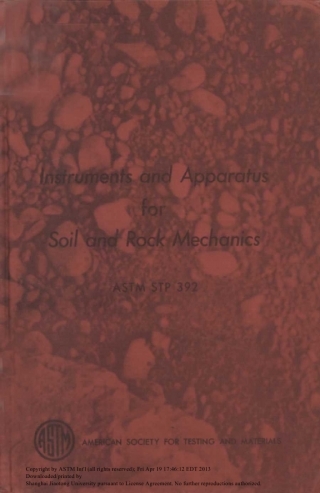 Instruments and Apparatus
for
Soil and Rock Mechanics
ASTM STP 392
ASTM
AMERICAN SOCIETY FOR TESTING AND MATERIALS
Copyright by ASTM Int'l (all rights reserved); Fri Apr 19 17:46:12 EDT 2013
Downloaded/printed by
Shanghai Jiaotong University pursuant to License Agreement. No further reproductions authorized.